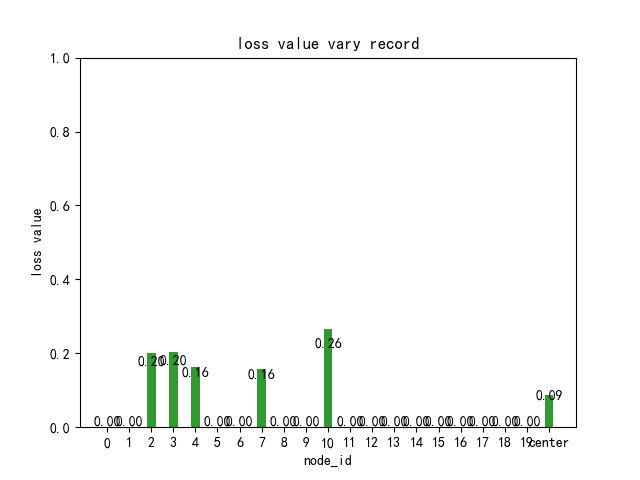 loss value vary record
1.0
0.8
0.6
0.4
0.2
0.0
loss value
0.00 0.00 0.20 0.20 0.16 0.00 0.00 0.16 0.00 0.00 0.26 0.00 0.00 0.00 0.00 0.00 0.00 0.00 0.00 0.00 0.09
0 1 2 3 4 5 6 7 8 9 10 11 12 13 14 15 16 17 18 19 center
node_id